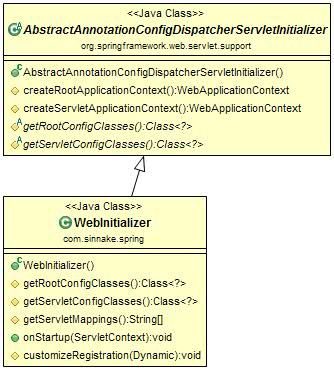 <<Java Class>>
AbstractAnnotationConfigDispatcherServletInitializer
org.springframework.web.servlet.support
AbstractAnnotationConfigDispatcherServletInitializer()
createRootApplicationContext():WebApplicationContext
createServletApplicationContext():WebApplicationContext
getRootConfigClasses():Class<?>
getServletConfigClasses():Class<?>
<<Java Class>>
WebInitializer
com.sinnake.spring
WebInitializer()
getRootConfigClasses():Class<?>
getServletConfigClasses():Class<?>
getServletMappings():String[]
onStartup(ServletContext):void
customizeRegistration(Dynamic):void